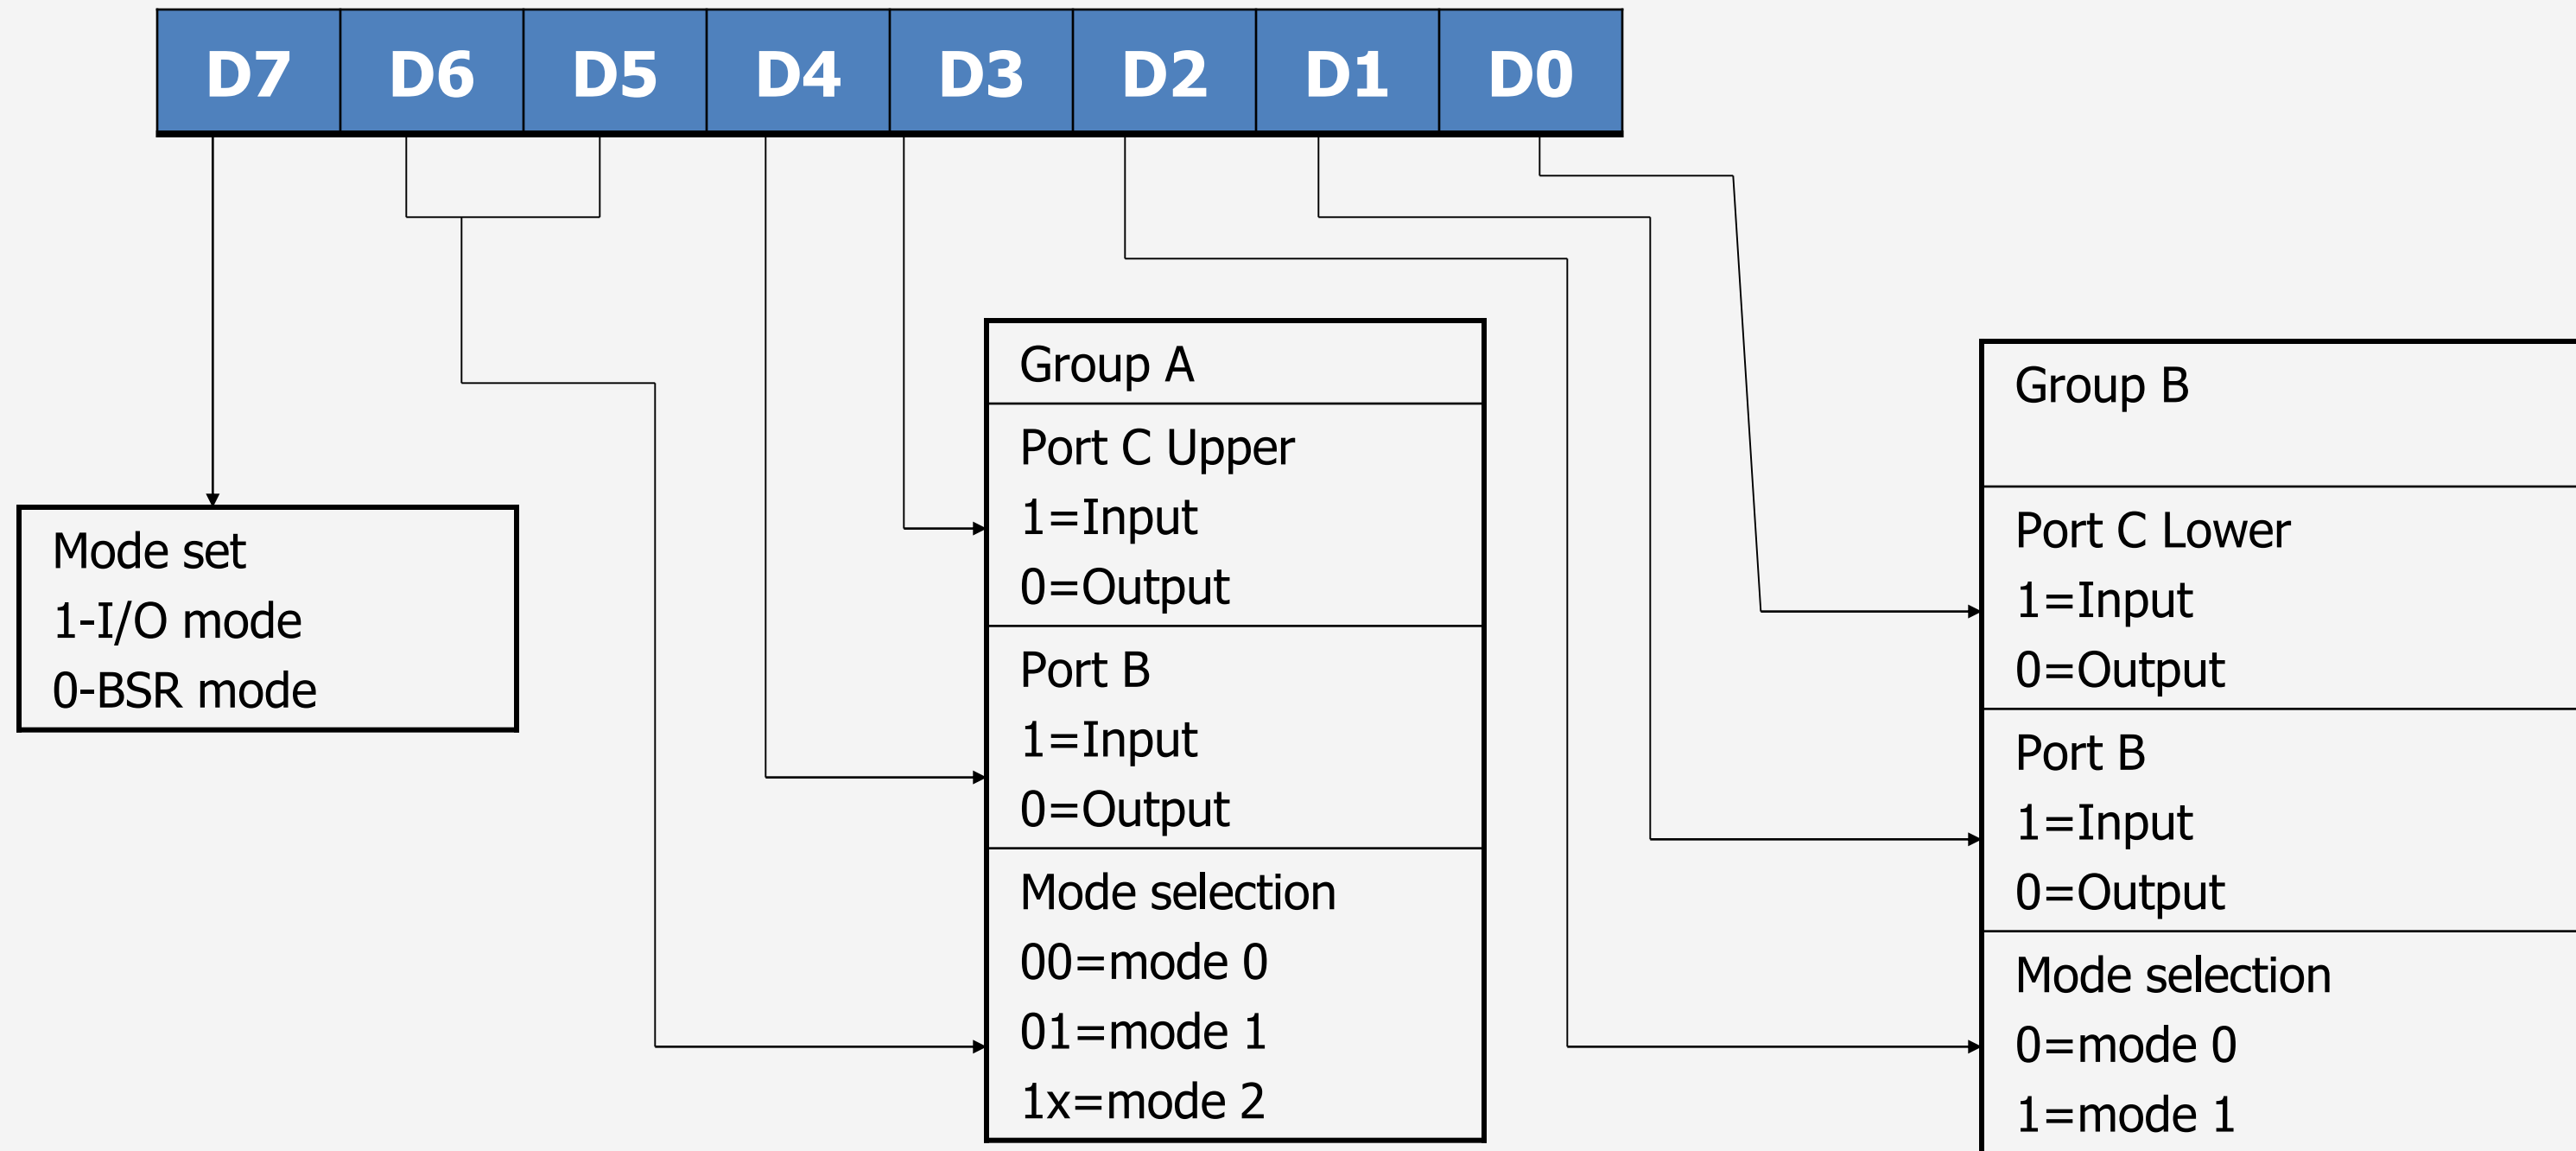 D7 D6 D5 D4 D3 D2 D1 D0
Mode set
1-I/O mode
0-BSR mode
Group A
Port C Upper
1=Input
0=Output
Port B
1=Input
0=Output
Mode selection
00=mode 0
01=mode 1
1x=mode 2
Group B
Port C Lower
1=Input
0=Output
Port B
1=Input
0=Output
Mode selection
0=mode 0
1=mode 1